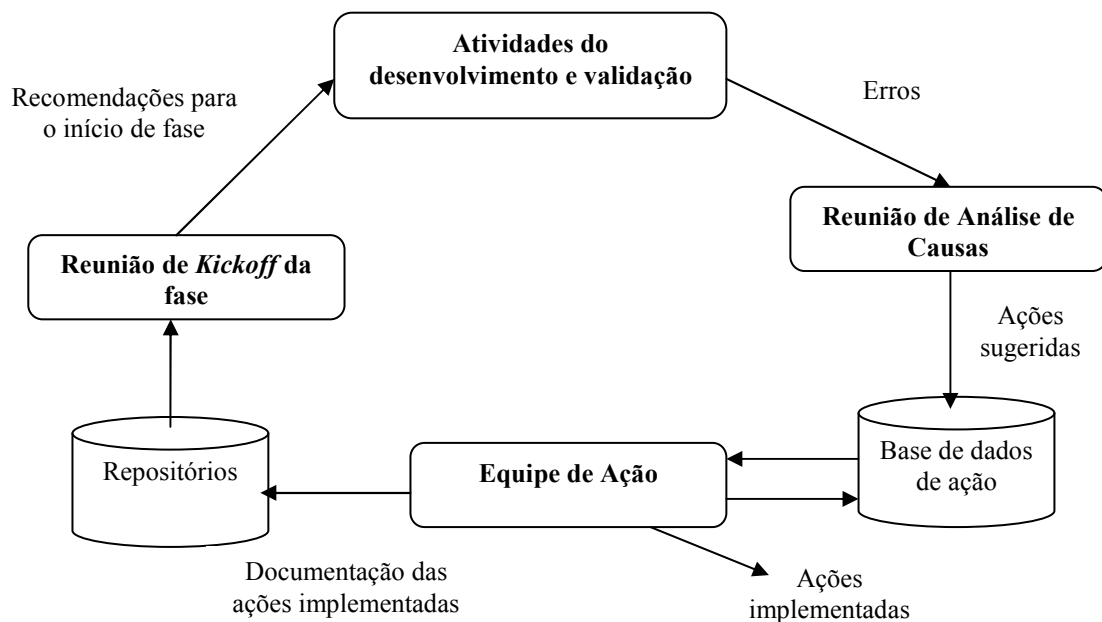 Atividades do
desenvolvimento e validação
Recomendações para
o início de fase
Erros
Reunião de Análise de
Causas
Reunião de Kickoff da
fase
Ações
sugeridas
Repositórios
Equipe de Ação
Base de dados
de ação
Documentação das
ações implementadas
Ações
implementadas